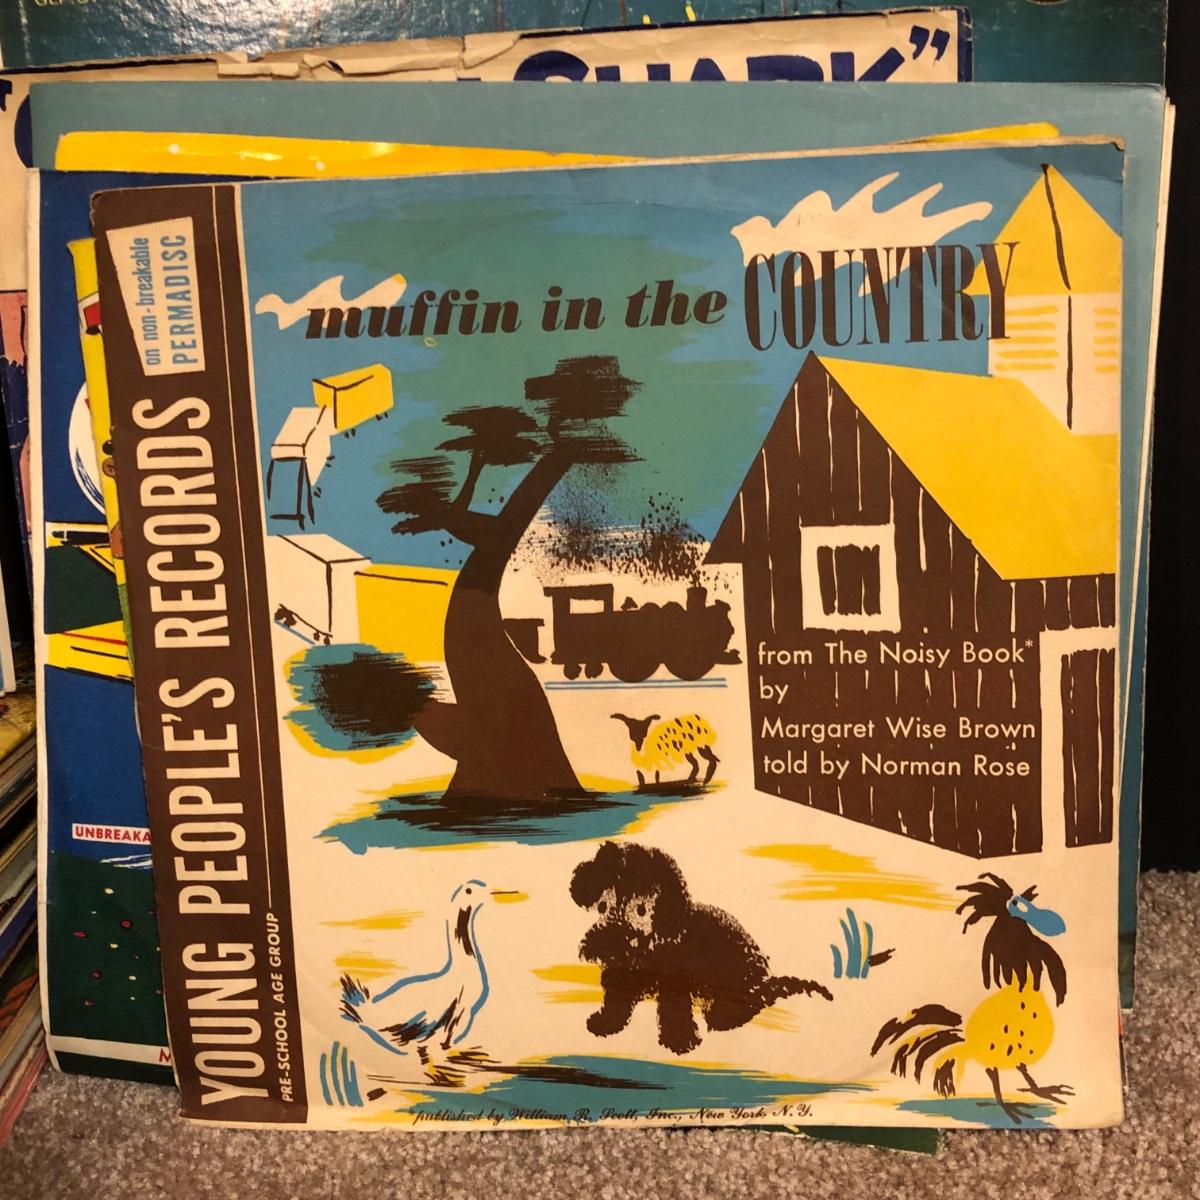 SHARK"
on non-breakable
PERMADISC
YOUNG PEOPLE'S RECORDS
PRE-SCHOOL AGE GROUP
muffin in the COUNTRY
from The Noisy Book*
by
Margaret Wise Brown
told by Norman Rose
UNBREAKA
*published by William R. Scott, Inc., New York, N.Y.